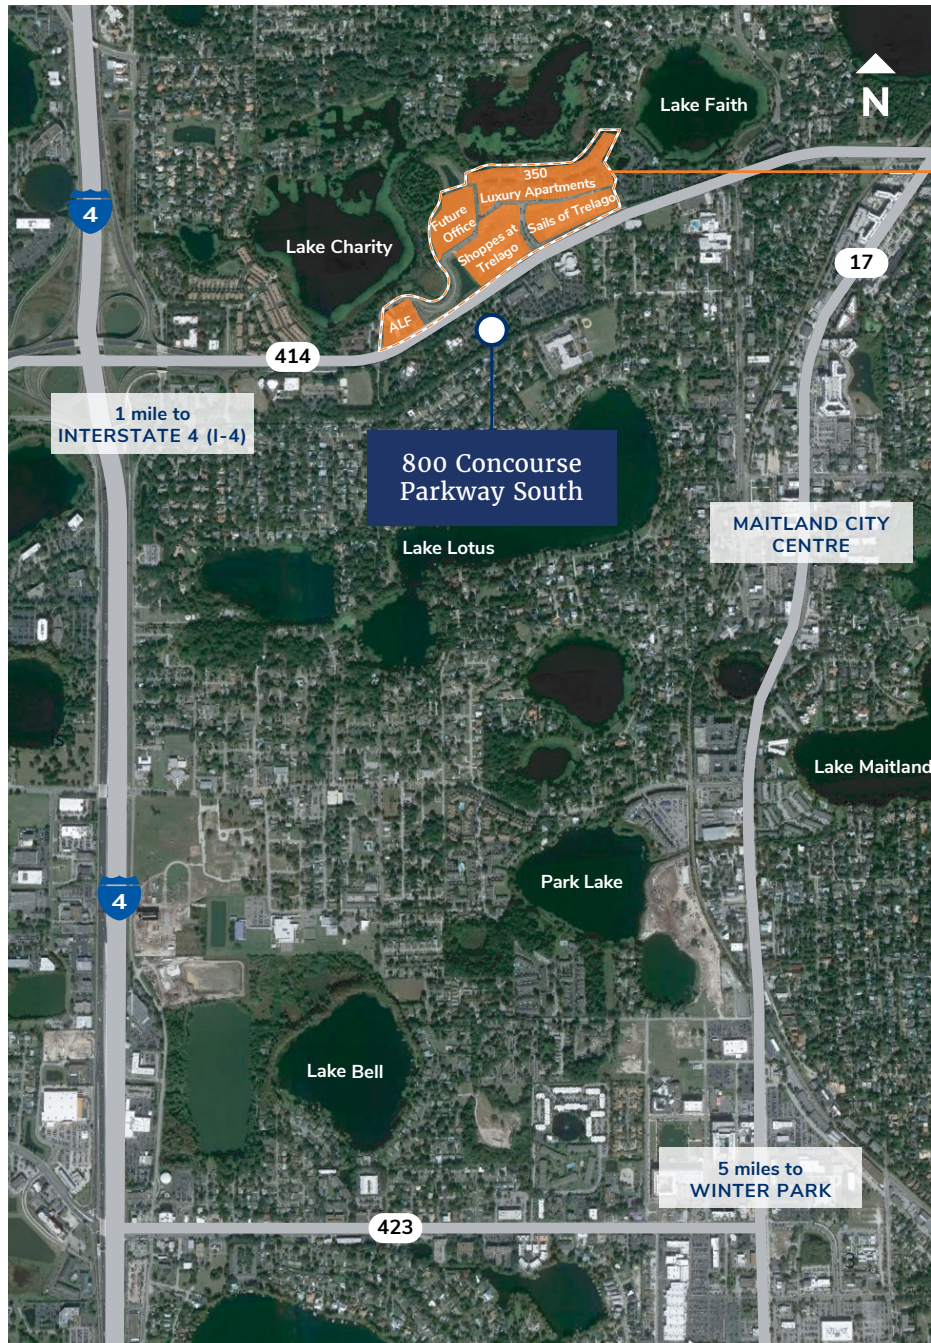 Lake Faith
N
350
Luxury Apartments
Future
Office
Sails of Trelago
Shoppes at
Trelago
4
Lake Charity
17
ALF
414
1 mile to
INTERSTATE 4 (I-4)
800 Concourse
Parkway South
MAITLAND CITY
CENTRE
Lake Lotus
is
Lake Maitland
Park Lake
4
Lake Bell
5 miles to
WINTER PARK
423
3